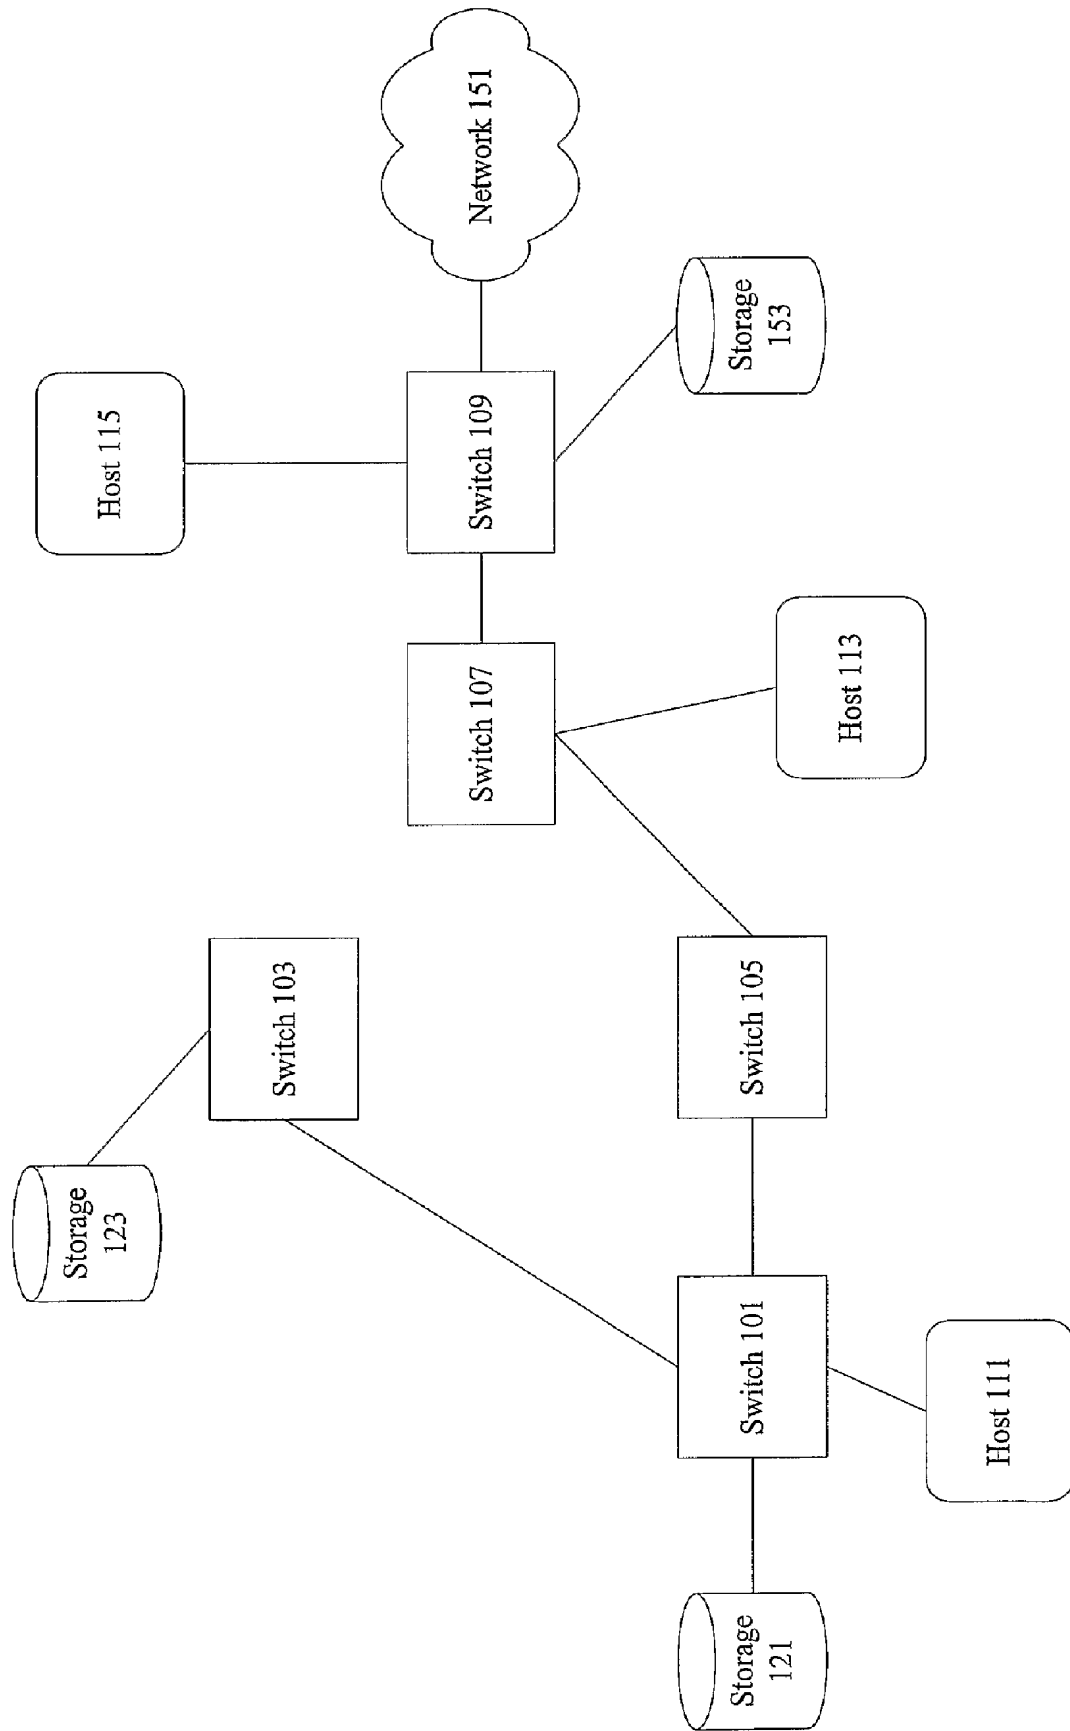 Storage
123
Switch 103
Host 115
Storage
121
Switch 101
Switch 105
Switch 107
Switch 109
Network 151
Host 111
Host 113
Storage
153